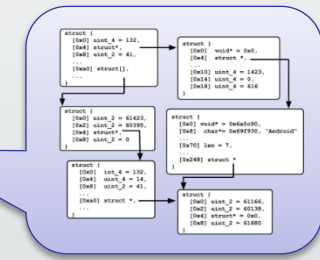 struct {
[0x0] uint_4 = 132,
[0x4] struct*,
[0x8] uint_2 = 41,
...
[0xa0] struct[],
}
struct {
[0x0] void* = 0x0,
[0x4] struct *,
...
[0x10] uint_4 = 1423,
[0x14] uint_4 = 0,
[0x18] uint_4 = 616
}
struct {
[0x0] uint_2 = 61423,
[0x2] uint_2 = 65395,
[0x4] struct*,
[0x8] uint_2 = 0
}
struct {
[0x0] void* = 0x6a5c80,
[0x8] char*= 0x69f930, "Android"
...
[0x70] len = 7,
...
[0x248] struct *
}
struct {
[0x0] int_4 = 132,
[0x4] uint_4 = 14,
[0x8] uint_2 = 41,
...
[0xa0] struct *,
}
struct {
[0x0] uint_2 = 61166,
[0x2] uint_2 = 60138,
[0x4] struct* = 0x0,
[0x8] uint_2 = 61680
}